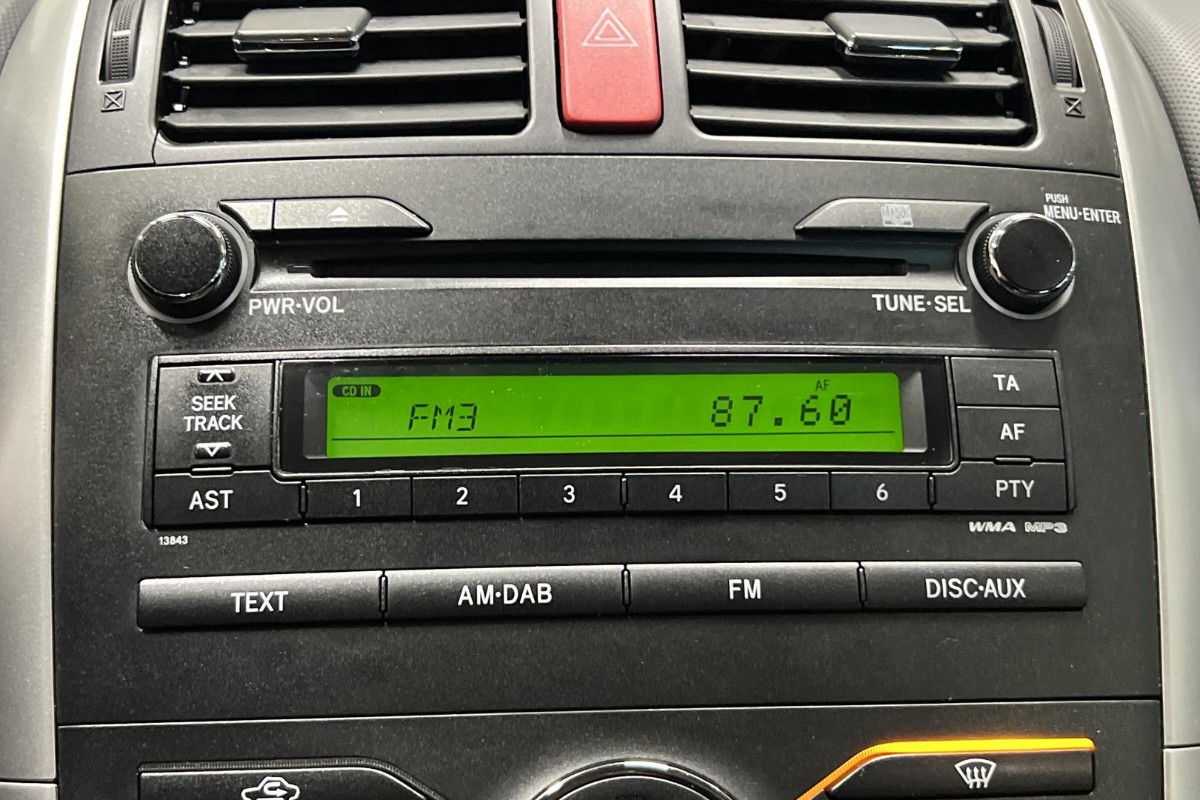 PUSH
MENU·ENTER
PWR·VOL
TUNE·SEL
CD IN
AF
FM3
87.60
SEEK
TRACK
TA
AF
AST
1
2
3
4
5
6
PTY
13843
WMA MP3
TEXT
AM·DAB
FM
DISC·AUX